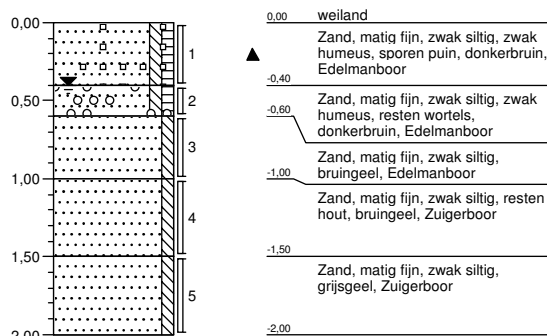 0,00
0,50
1,00
1,50
2,00
1
2
3
4
5
0,00
weiland
Zand, matig fijn, zwak siltig, zwak
humeus, sporen puin, donkerbruin,
Edelmanboor
-0,40
Zand, matig fijn, zwak siltig, zwak
humeus, resten wortels,
donkerbruin, Edelmanboor
-0,60
Zand, matig fijn, zwak siltig,
bruingeel, Edelmanboor
-1,00
Zand, matig fijn, zwak siltig, resten
hout, bruingeel, Zuigerboor
-1,50
Zand, matig fijn, zwak siltig,
grijsgeel, Zuigerboor
-2,00